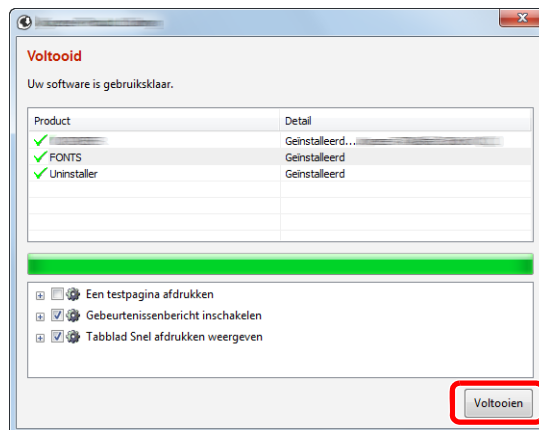 Voltooid
Uw software is gebruiksklaar.
Product Detail
Geïnstalleerd...
FONTS Geïnstalleerd
Uninstaller Geïnstalleerd
Een testpagina afdrukken
Gebeurtenissenbericht inschakelen
Tabblad Snel afdrukken weergeven
Voltooien